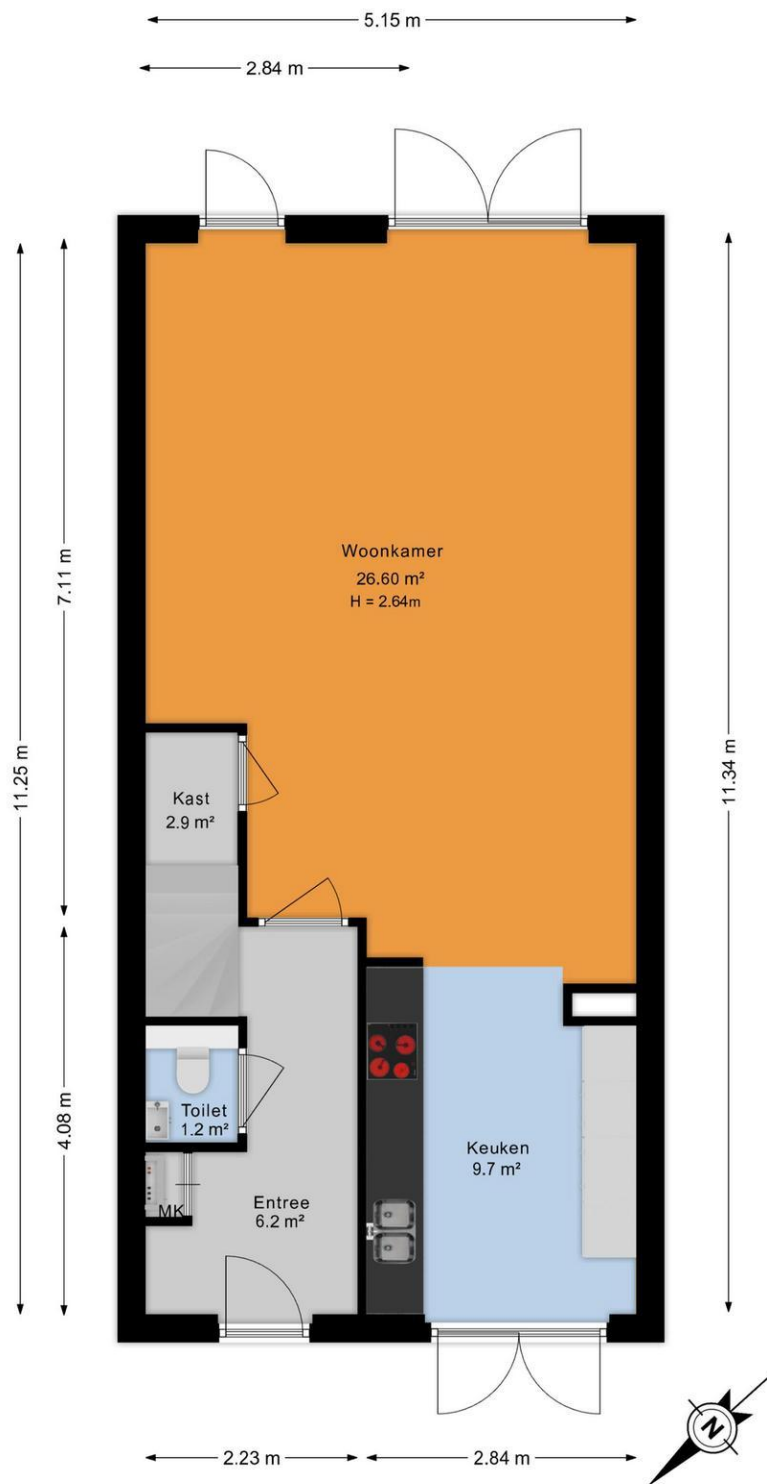 5.15 m
2.84 m
7.11 m
11.25 m
11.34 m
Woonkamer
26.60 m²
H = 2.64m
Kast
2.9 m²
4.08 m
Toilet
1.2 m²
MK
Entree
6.2 m²
Keuken
9.7 m²
2.23 m
2.84 m
N